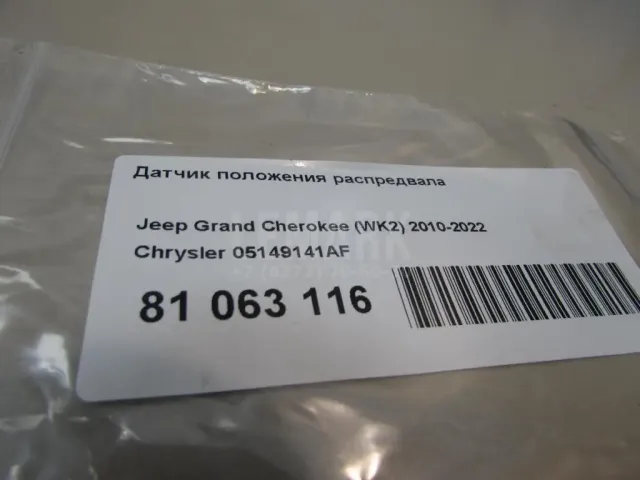 Датчик положения распредвала
Jeep Grand Cherokee (WK2) 2010-2022
Chrysler 05149141AF
81 063 116